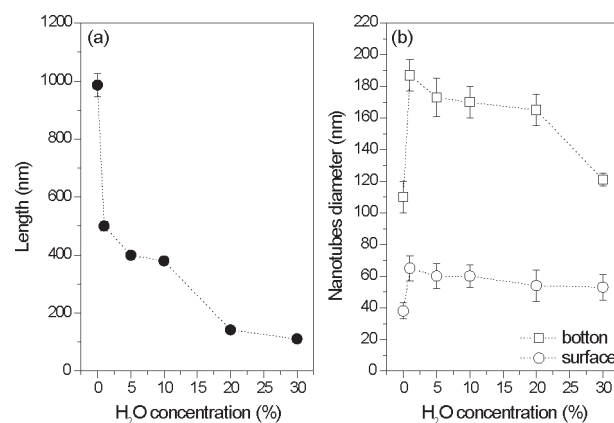 (a)
1200
1000
800
600
400
200
0
Length (nm)
0 5 10 15 20 25 30
H₂O concentration (%)
(b)
220
200
180
160
140
120
100
80
60
40
20
0
Nanotubes diameter (nm)
botton
surface
0 5 10 15 20 25 30
H₂O concentration (%)